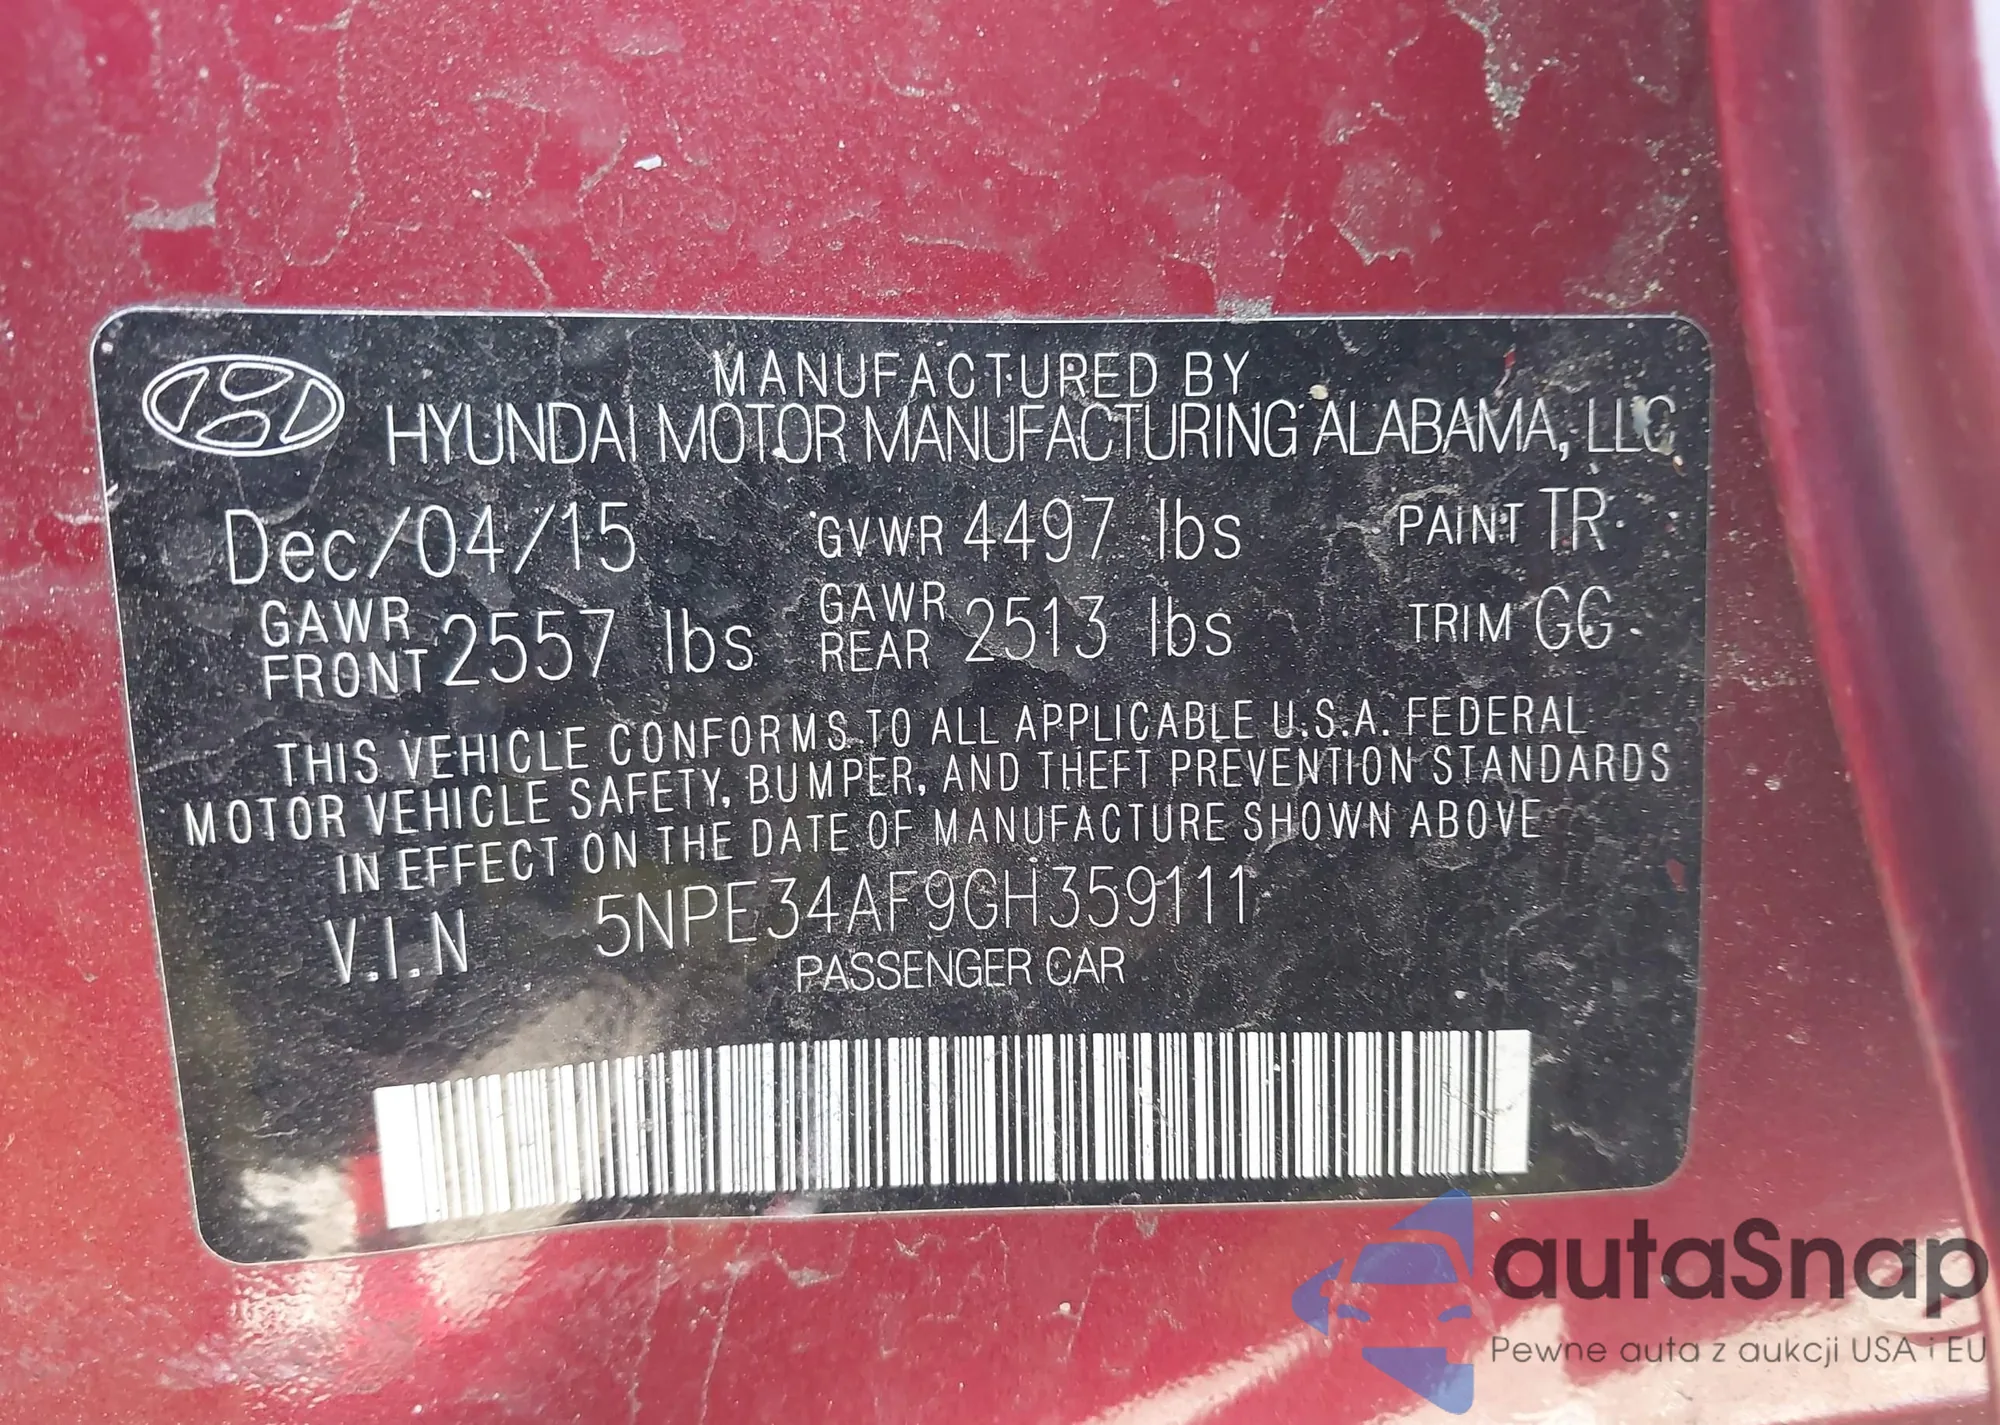 MANUFACTURED BY
HYUNDAI MOTOR MANUFACTURING ALABAMA, LLC
Dec/04/15 GVWR 4497 lbs PAINT TR
GAWR FRONT 2557 lbs GAWR REAR 2513 lbs TRIM GG
THIS VEHICLE CONFORMS TO ALL APPLICABLE U.S.A. FEDERAL
MOTOR VEHICLE SAFETY, BUMPER, AND THEFT PREVENTION STANDARDS
IN EFFECT ON THE DATE OF MANUFACTURE SHOWN ABOVE
V.I.N 5NPE34AF9GH359111
PASSENGER CAR
autaSnap
Pewne auta z aukcji USA i EU